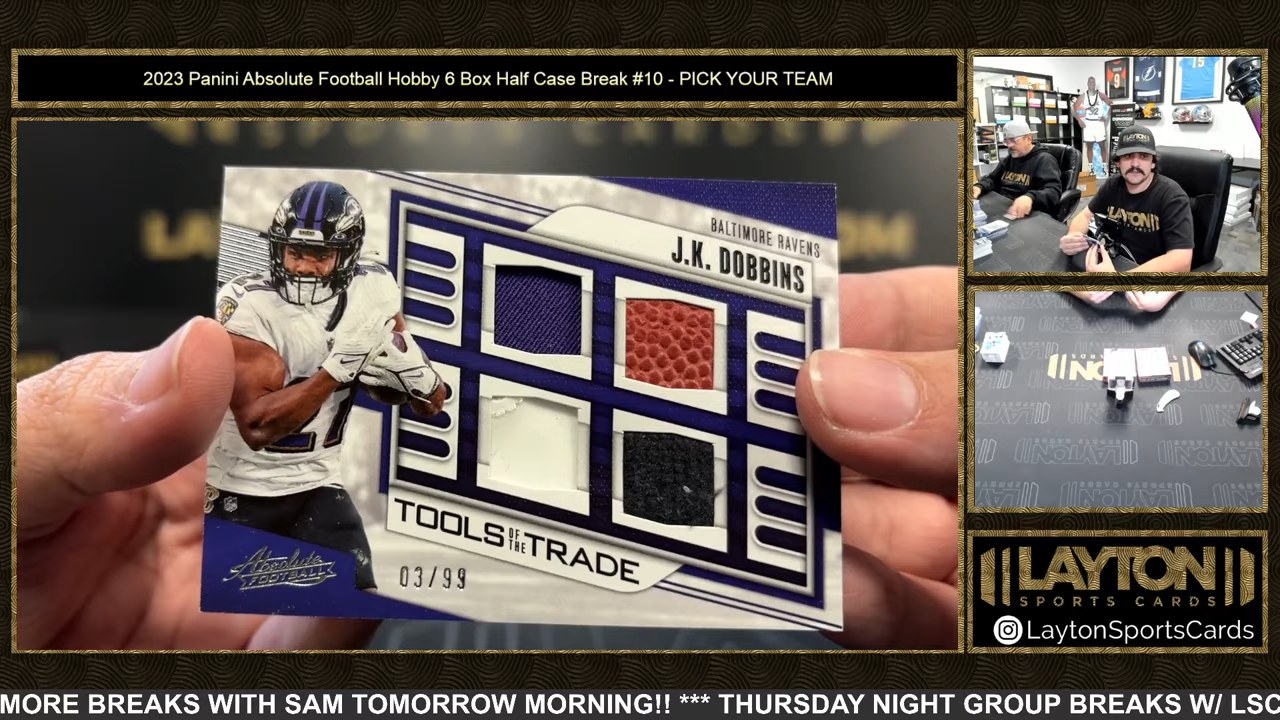 2023 Panini Absolute Football Hobby 6 Box Half Case Break #10 - PICK YOUR TEAM
BALTIMORE RAVENS
J.K. DOBBINS
27
TOOLS OF THE TRADE
Absolute
FOOTBALL
03/99
LAYTON
LAYTON
SPORTS CARDS
LaytonSportsCards
MORE BREAKS WITH SAM TOMORROW MORNING!! *** THURSDAY NIGHT GROUP BREAKS W/ LSC